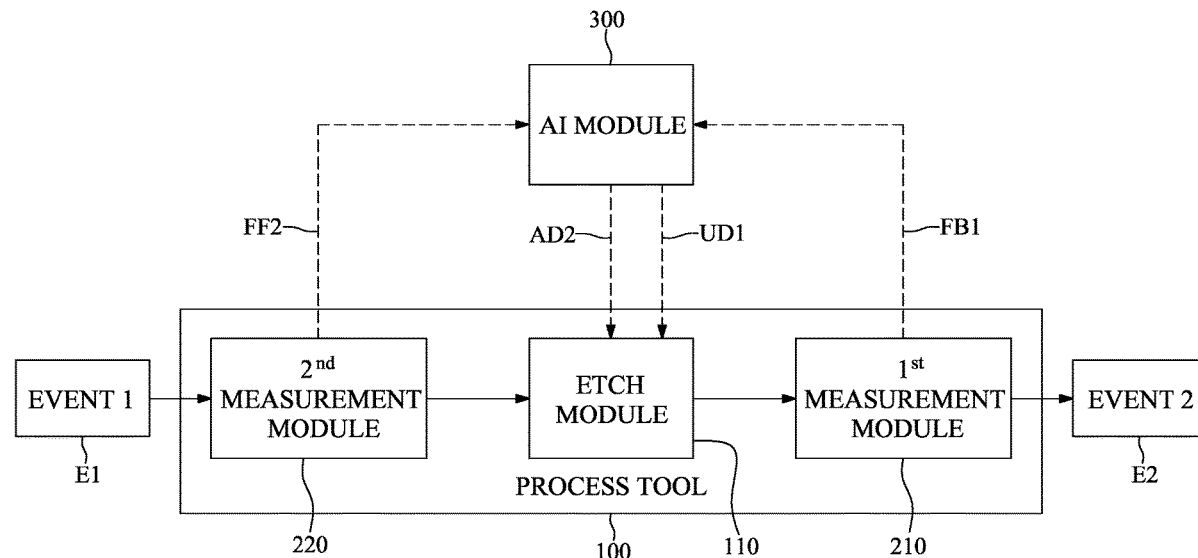 300
AI MODULE
FF2
AD2
UD1
FB1
EVENT 1
2nd
MEASUREMENT
MODULE
ETCH
MODULE
1st
MEASUREMENT
MODULE
EVENT 2
E1
PROCESS TOOL
E2
220
100
110
210